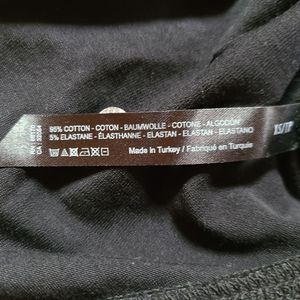 95% COTTON - COTON - BAUMWOLLE - COTONE - ALGODÓN
5% ELASTANE - ÉLASTHANNE - ELASTAN - ELASTAN - ELASTANO
Made in Turkey / Fabriqué en Turquie
XS/TP